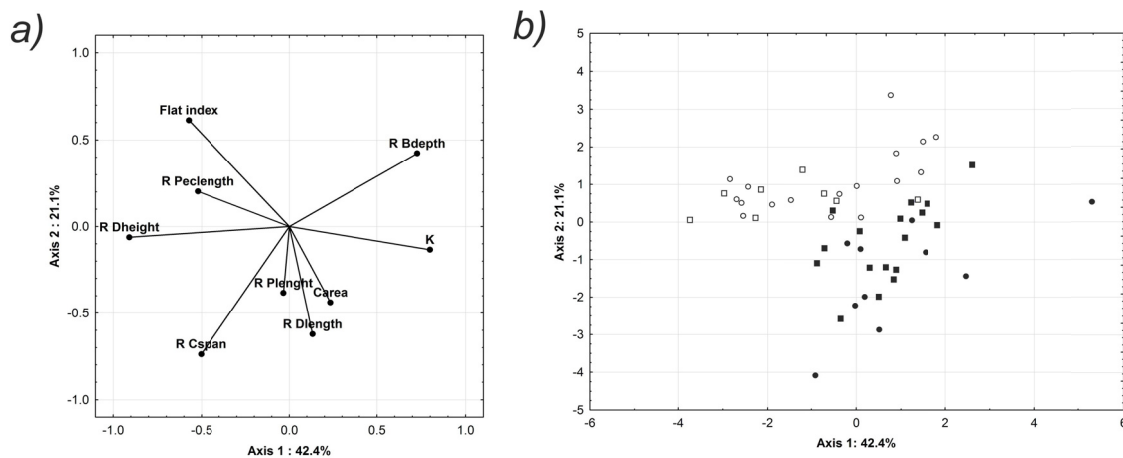 a)
1.0
0.5
0.0
-0.5
-1.0
Axis 2 : 21.1%
Flat index
R Bdepth
R Peclength
R Dheight
K
R Plenght
Carea
R Dlength
R Cspan
-1.0 -0.5 0.0 0.5 1.0
Axis 1 : 42.4%
b)
5
4
3
2
1
0
-1
-2
-3
-4
-5
Axis 2: 21.1%
-6 -4 -2 0 2 4 6
Axis 1: 42.4%